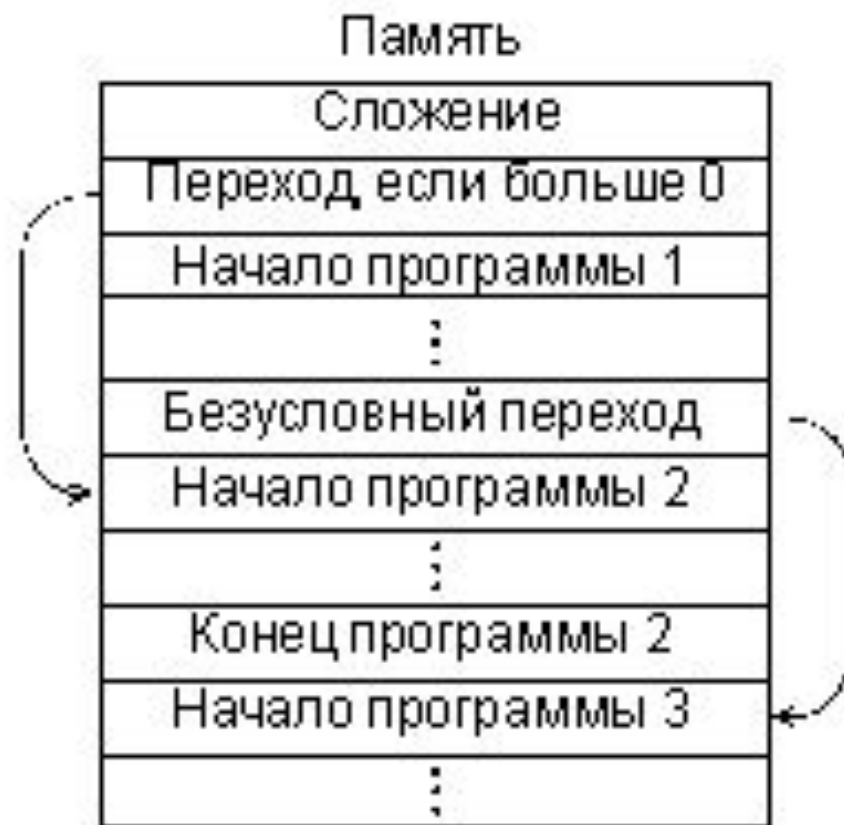 Память
Сложение
Переход, если больше 0
Начало программы 1
⋮
Безусловный переход
Начало программы 2
⋮
Конец программы 2
Начало программы 3
⋮